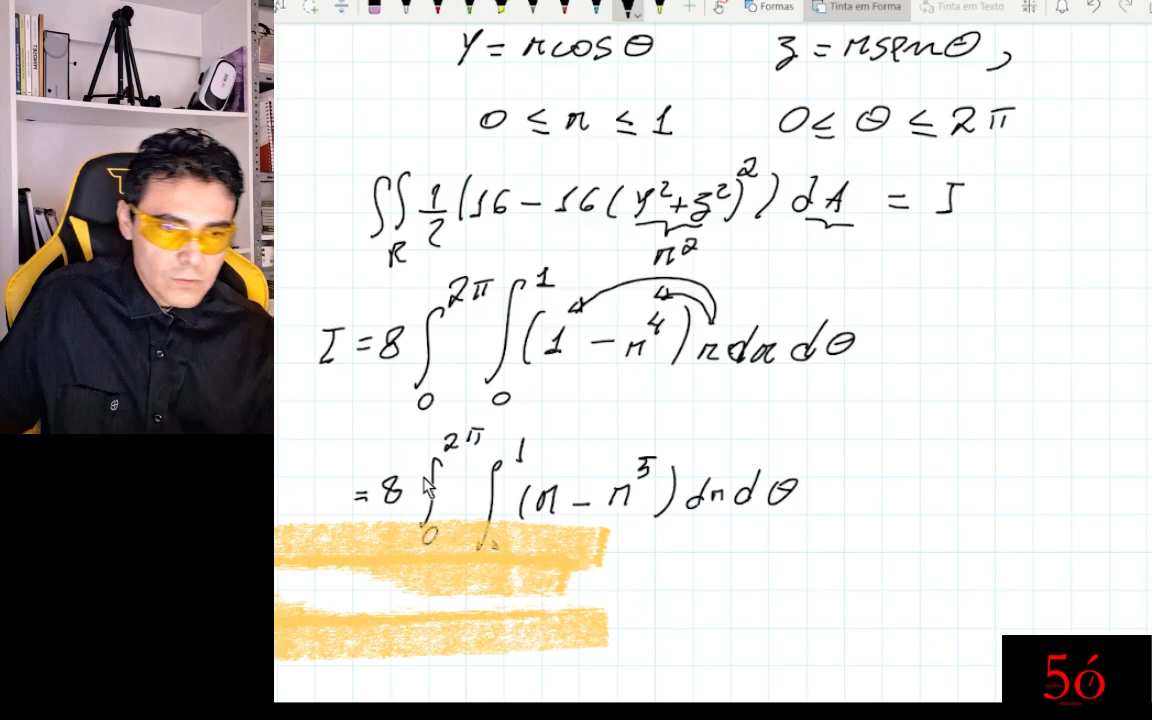 Formas Tinta em Forma Tinta em Texto
y = r cos θ z = r sen θ ,
0 ≤ r ≤ 1 0 ≤ θ ≤ 2π
∬_R 1/2 (16 - 16 (y² + z²)²) dA = I
r²
I = 8 ∫_0^{2π} ∫_0^1 (1 - r⁴) r dr dθ
= 8 ∫_0^{2π} ∫^1 (r - r⁵) dr dθ
5ó